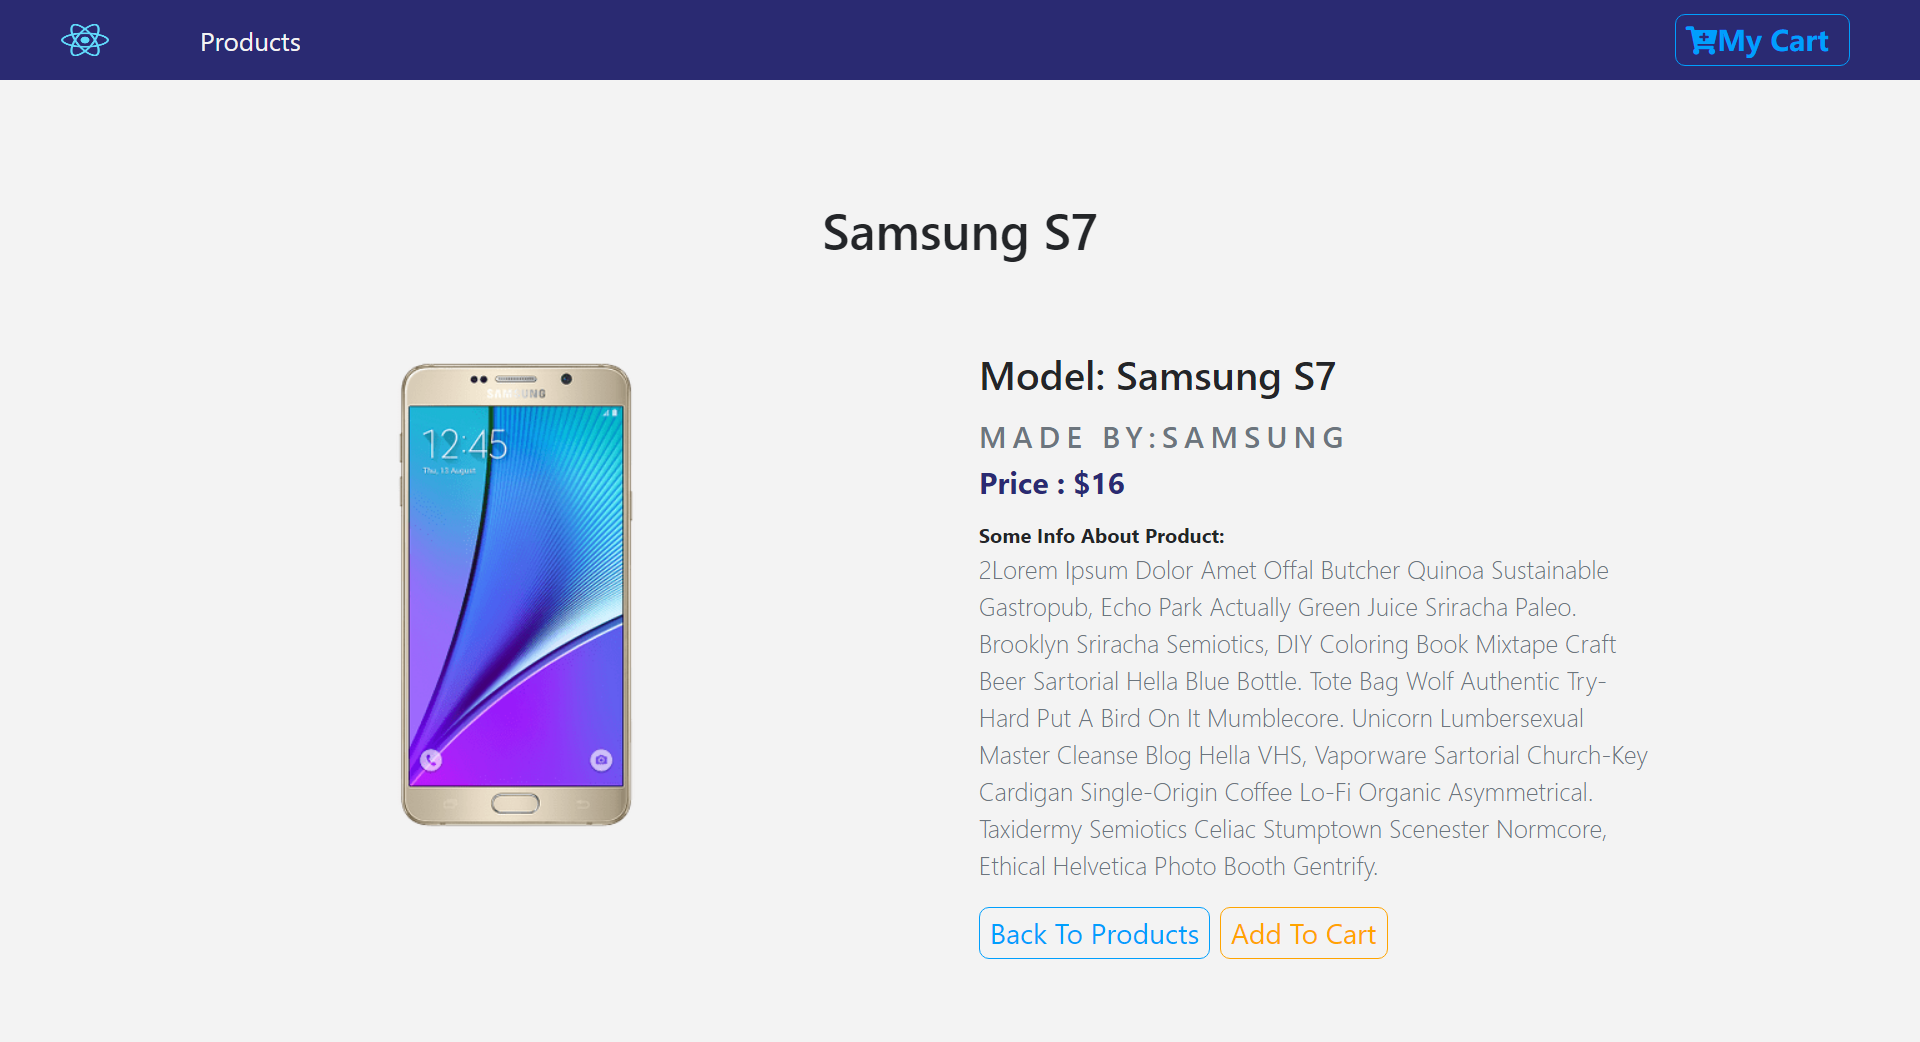 Products
My Cart
Samsung S7
SAMSUNG
12:45
Thu, 13 August
Model: Samsung S7
MADE BY:SAMSUNG
Price : $16
Some Info About Product:
2Lorem Ipsum Dolor Amet Offal Butcher Quinoa Sustainable
Gastropub, Echo Park Actually Green Juice Sriracha Paleo.
Brooklyn Sriracha Semiotics, DIY Coloring Book Mixtape Craft
Beer Sartorial Hella Blue Bottle. Tote Bag Wolf Authentic Try-
Hard Put A Bird On It Mumblecore. Unicorn Lumbersexual
Master Cleanse Blog Hella VHS, Vaporware Sartorial Church-Key
Cardigan Single-Origin Coffee Lo-Fi Organic Asymmetrical.
Taxidermy Semiotics Celiac Stumptown Scenester Normcore,
Ethical Helvetica Photo Booth Gentrify.
Back To Products
Add To Cart